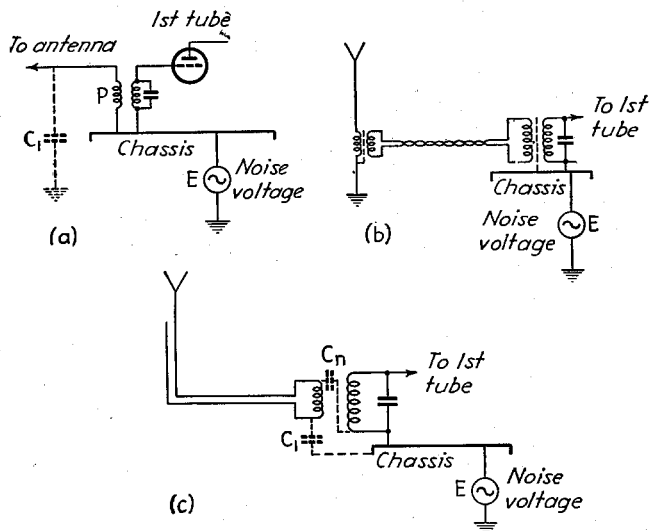 1st tube
To antenna
P
C1
Chassis
E
Noise
voltage
(a)
To 1st
tube
Chassis
Noise
voltage
E
(b)
Cn
To 1st
tube
C1
Chassis
E
Noise
voltage
(c)